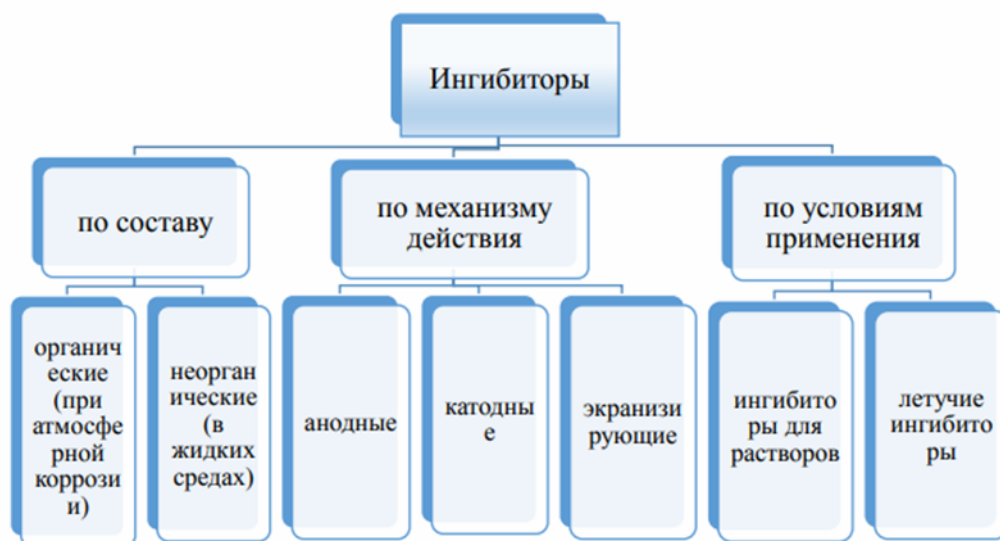 Ингибиторы
по составу
по механизму
действия
по условиям
применения
органич
еские
(при
атмосфе
рной
коррози
и)
неорган
ические
(в
жидких
средах)
анодные
катодны
е
экранизи
рующие
ингибито
ры для
растворов
летучие
ингибито
ры